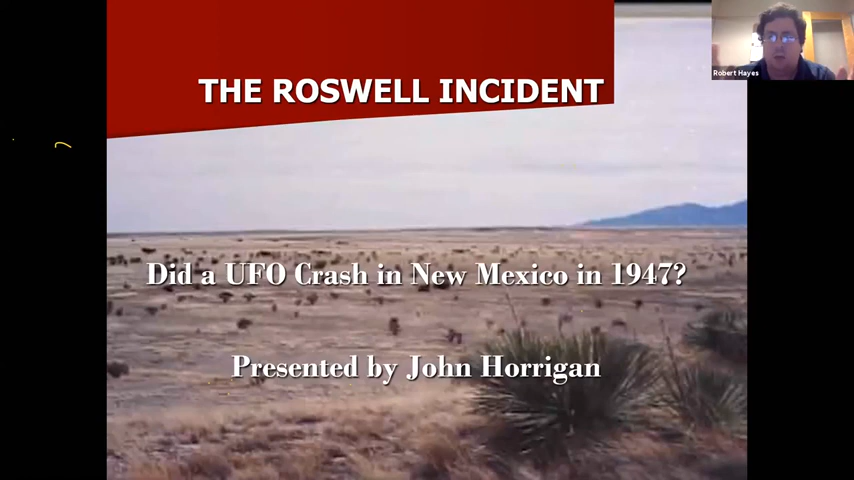 THE ROSWELL INCIDENT
Robert Hayes
Did a UFO Crash in New Mexico in 1947?
Presented by John Horrigan